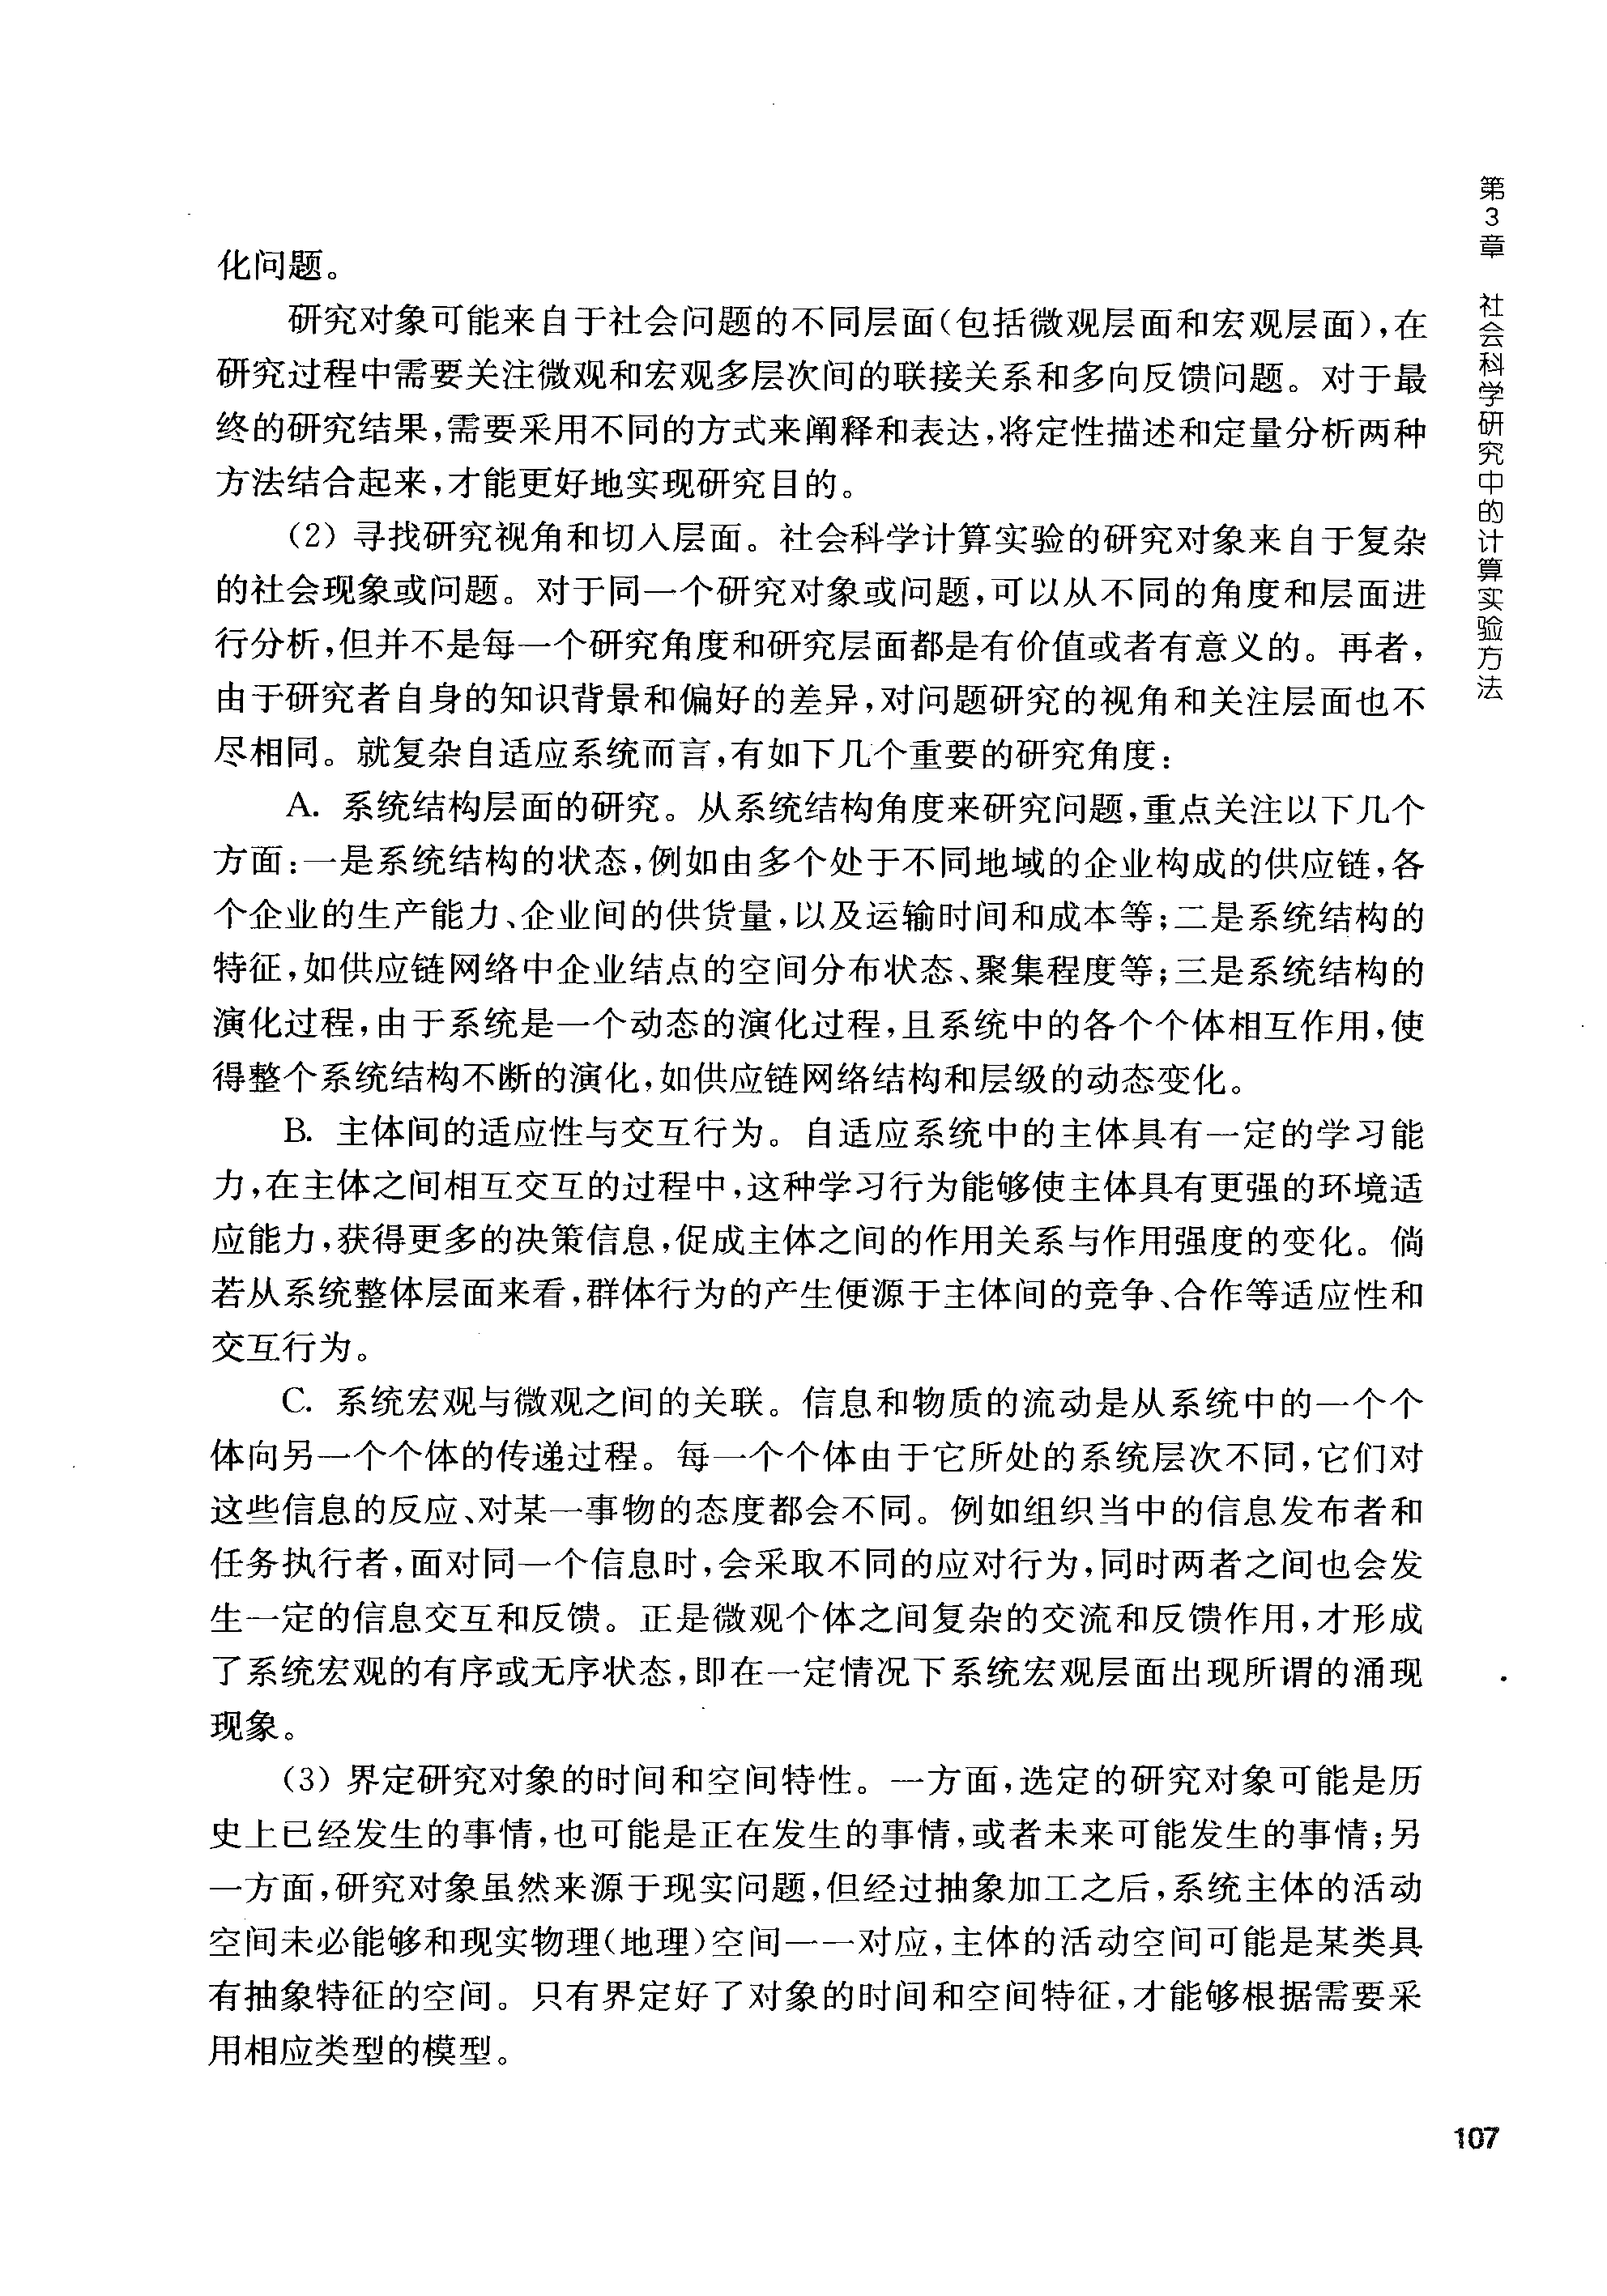 化问题。
研究对象可能来自于社会问题的不同层面(包括微观层面和宏观层面),在
研究过程中需要关注微观和宏观多层次间的联接关系和多向反馈问题。对于最
终的研究结果,需要采用不同的方式来阐释和表达,将定性描述和定量分析两种
方法结合起来,才能更好地实现研究目的。
(2) 寻找研究视角和切入层面。社会科学计算实验的研究对象来自于复杂
的社会现象或问题。对于同一个研究对象或问题,可以从不同的角度和层面进
行分析,但并不是每一个研究角度和研究层面都是有价值或者有意义的。再者,
由于研究者自身的知识背景和偏好的差异,对问题研究的视角和关注层面也不
尽相同。就复杂自适应系统而言,有如下几个重要的研究角度:
A. 系统结构层面的研究。从系统结构角度来研究问题,重点关注以下几个
方面:一是系统结构的状态,例如由多个处于不同地域的企业构成的供应链,各
个企业的生产能力、企业间的供货量,以及运输时间和成本等;二是系统结构的
特征,如供应链网络中企业结点的空间分布状态、聚集程度等;三是系统结构的
演化过程,由于系统是一个动态的演化过程,且系统中的各个个体相互作用,使
得整个系统结构不断的演化,如供应链网络结构和层级的动态变化。
B. 主体间的适应性与交互行为。自适应系统中的主体具有一定的学习能
力,在主体之间相互交互的过程中,这种学习行为能够使主体具有更强的环境适
应能力,获得更多的决策信息,促成主体之间的作用关系与作用强度的变化。倘
若从系统整体层面来看,群体行为的产生便源于主体间的竞争、合作等适应性和
交互行为。
C. 系统宏观与微观之间的关联。信息和物质的流动是从系统中的一个个
体向另一个个体的传递过程。每一个个体由于它所处的系统层次不同,它们对
这些信息的反应、对某一事物的态度都会不同。例如组织当中的信息发布者和
任务执行者,面对同一个信息时,会采取不同的应对行为,同时两者之间也会发
生一定的信息交互和反馈。正是微观个体之间复杂的交流和反馈作用,才形成
了系统宏观的有序或无序状态,即在一定情况下系统宏观层面出现所谓的涌现
现象。
(3) 界定研究对象的时间和空间特性。一方面,选定的研究对象可能是历
史上已经发生的事情,也可能是正在发生的事情,或者未来可能发生的事情;另
一方面,研究对象虽然来源于现实问题,但经过抽象加工之后,系统主体的活动
空间未必能够和现实物理(地理)空间一一对应,主体的活动空间可能是某类具
有抽象特征的空间。只有界定好了对象的时间和空间特征,才能够根据需要采
用相应类型的模型。
第3章 社会科学研究中的计算实验方法
107